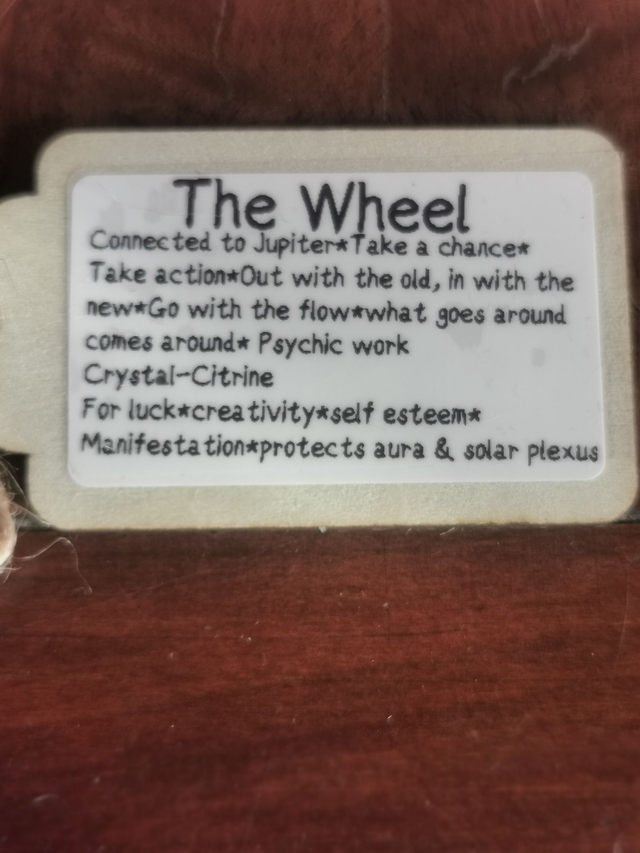 The Wheel
Connected to Jupiter*Take a chance*
Take action*Out with the old, in with the
new*Go with the flow*what goes around
comes around* Psychic work
Crystal-Citrine
For luck*creativity*self esteem*
Manifestation*protects aura & solar plexus